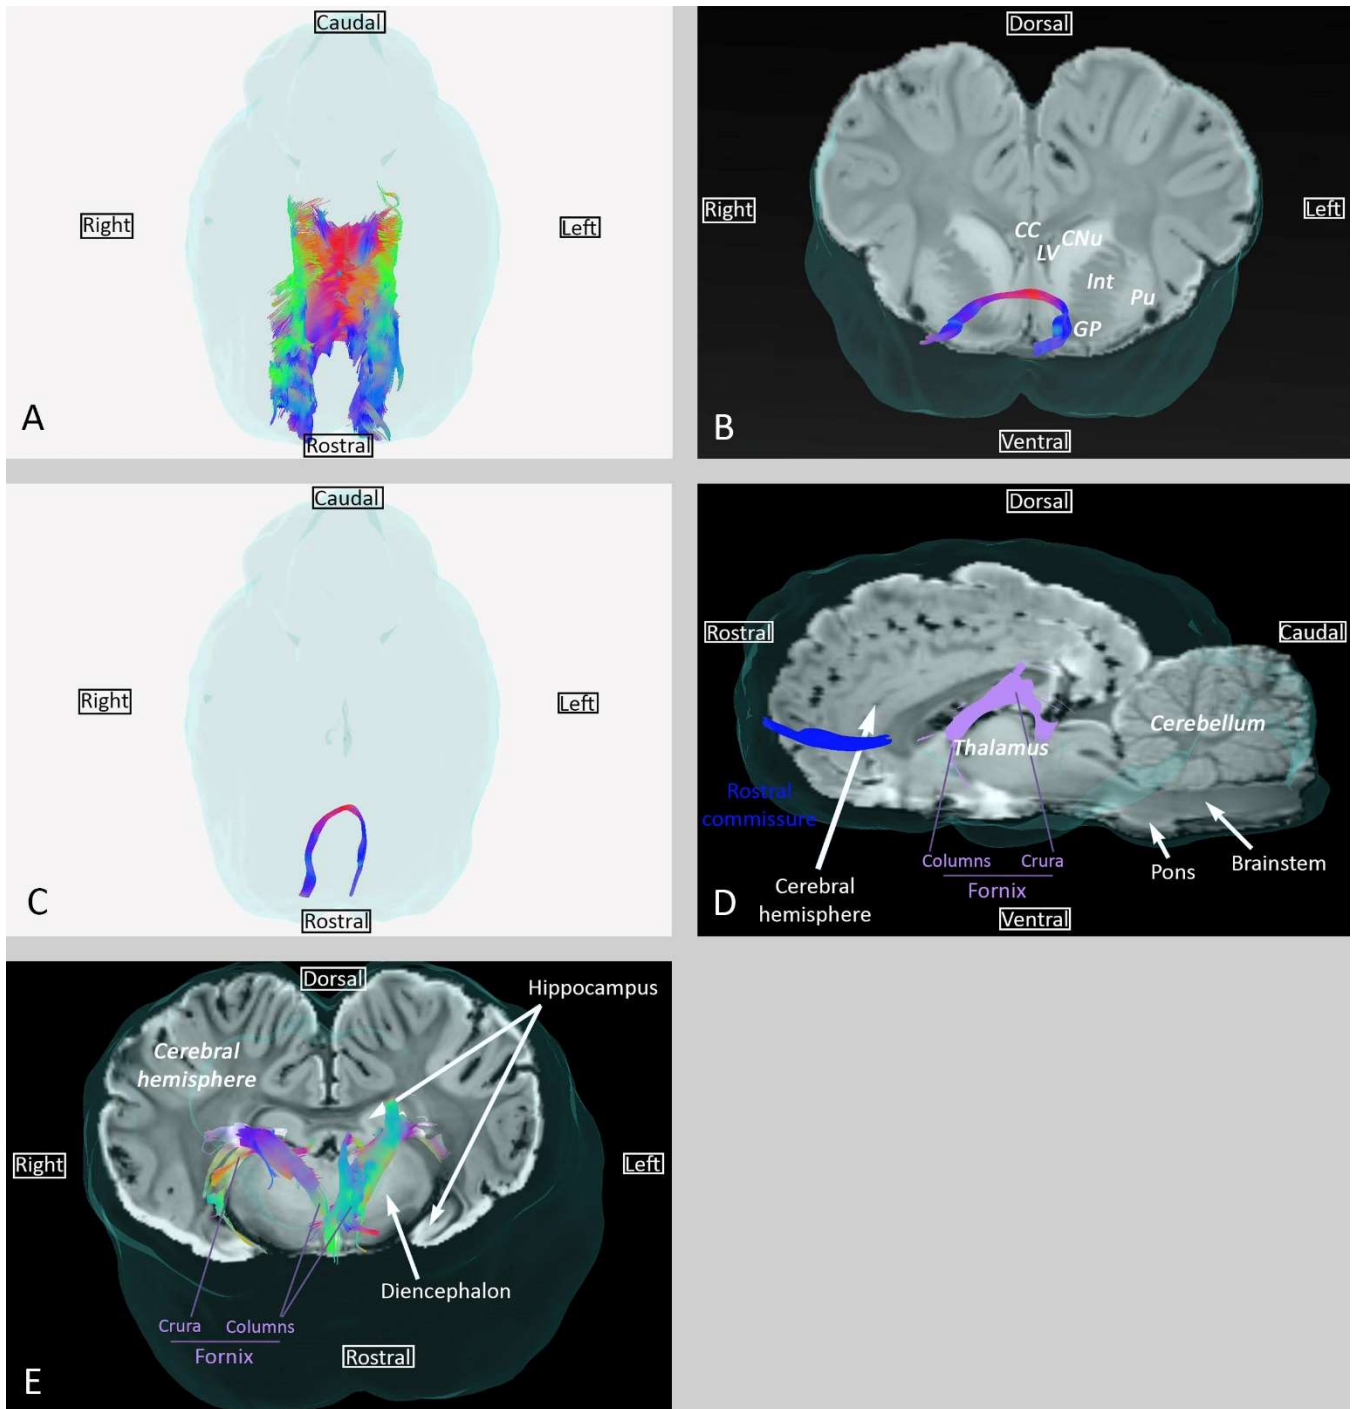 Caudal
Right
Left
A
Rostral
Dorsal
Right
Left
CC
CNu
LV
Int
Pu
GP
B
Ventral
Caudal
Right
Left
C
Rostral
Dorsal
Rostral
Caudal
Cerebellum
Thalamus
Rostral
commissure
Columns
Crura
Fornix
Pons
Brainstem
Cerebral
hemisphere
D
Ventral
Dorsal
Hippocampus
Cerebral
hemisphere
Right
Left
Diencephalon
Crura
Columns
Fornix
Rostral
E